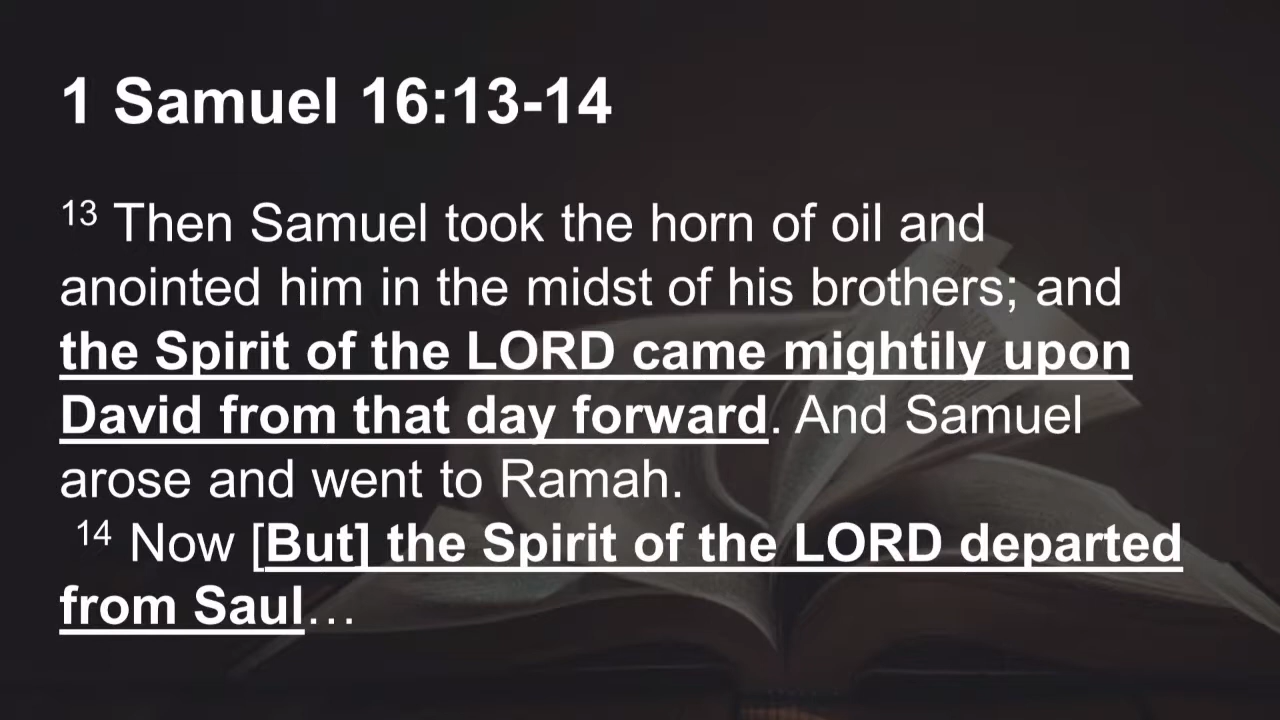 1 Samuel 16:13-14
13 Then Samuel took the horn of oil and
anointed him in the midst of his brothers; and
the Spirit of the LORD came mightily upon
David from that day forward. And Samuel
arose and went to Ramah.
14 Now [But] the Spirit of the LORD departed
from Saul…